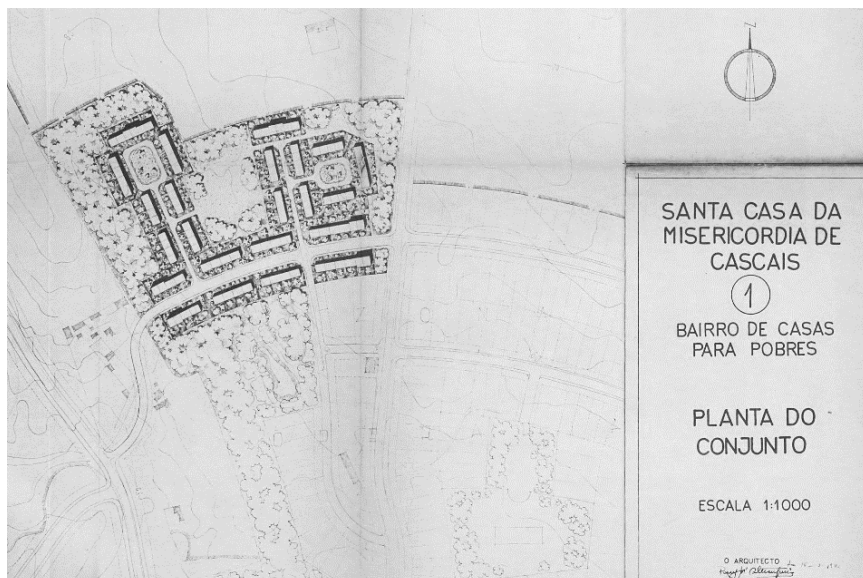 N
SANTA CASA DA
MISERICORDIA DE
CASCAIS
1
BAIRRO DE CASAS
PARA POBRES
PLANTA DO
CONJUNTO
ESCALA 1:1000
O ARQUITECTO